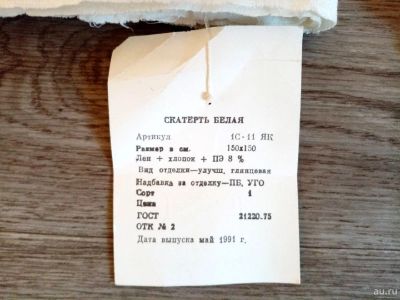 СКАТЕРТЬ БЕЛАЯ
Артикул 1С-11 ЯК
Размер в см. 150х150
Лен + хлопок + ПЭ 8 %
Вид отделки—улучш. глянцевая
Надбавка за отделку—ПБ, УГО
Сорт 1
Цена
ГОСТ 21220.75
ОТК № 2
Дата выпуска май 1991 г.
au.ru